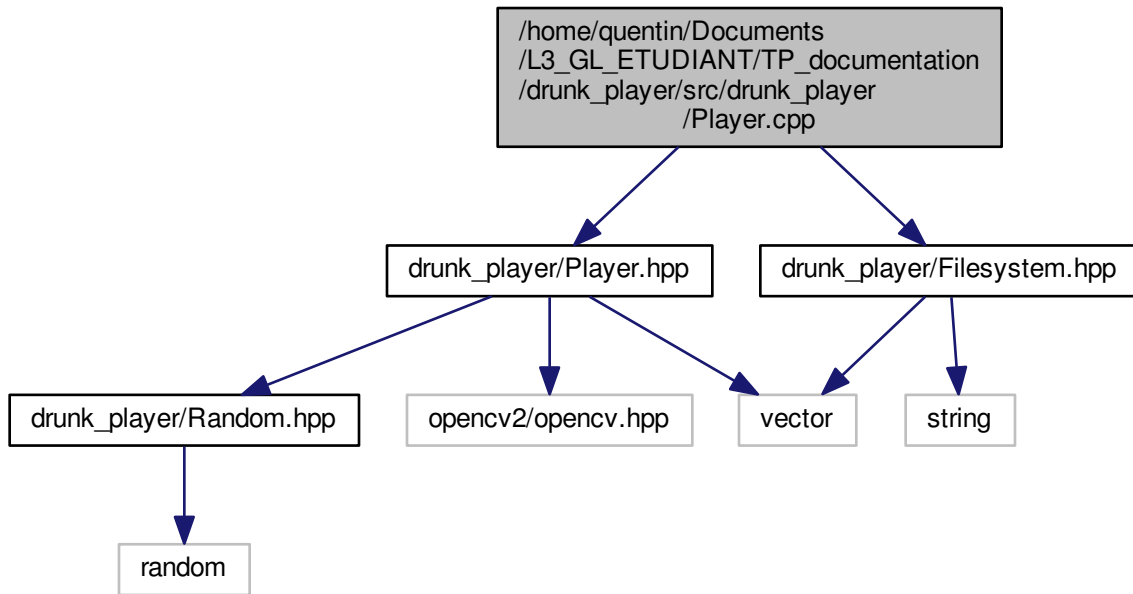 /home/quentin/Documents
/L3_GL_ETUDIANT/TP_documentation
/drunk_player/src/drunk_player
/Player.cpp
drunk_player/Player.hpp
drunk_player/Filesystem.hpp
drunk_player/Random.hpp
opencv2/opencv.hpp
vector
string
random